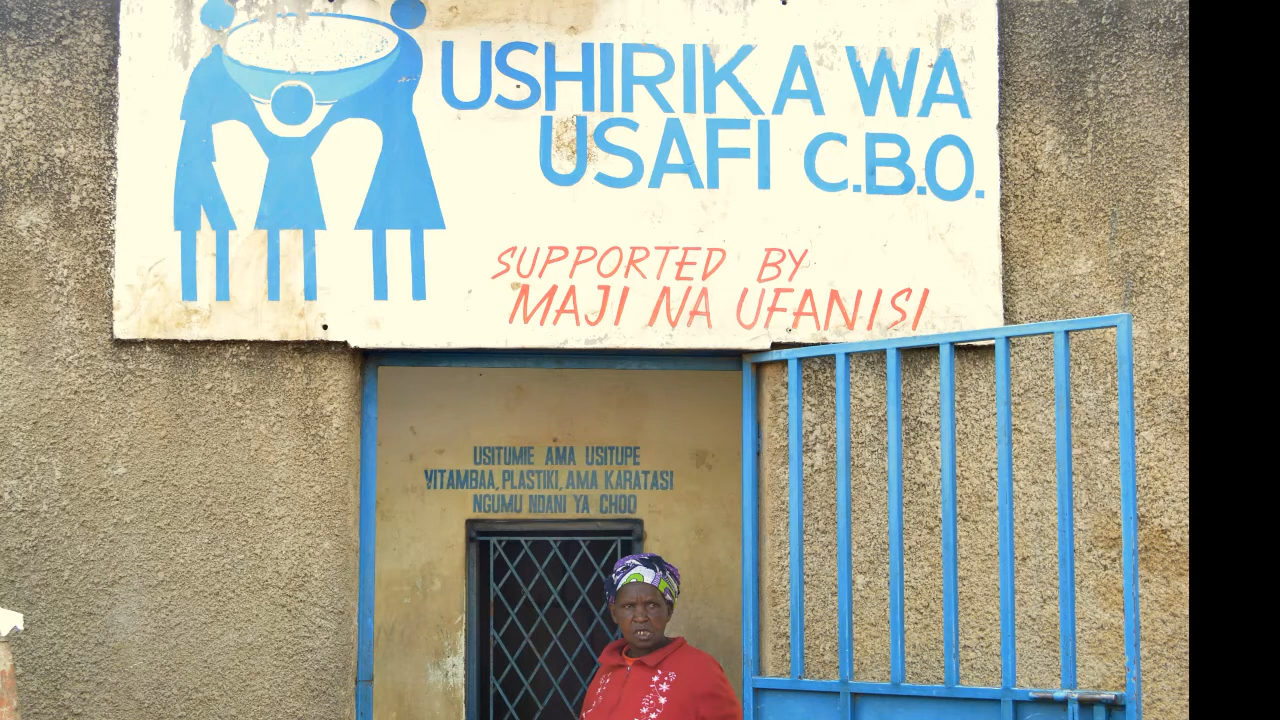 USHIRIKA WA
USAFI C.B.O.
SUPPORTED BY
MAJI NA UFANISI
USITUMIE AMA USITUPE
VITAMBAA, PLASTIKI, AMA KARATASI
NGUMU NDANI YA CHOO